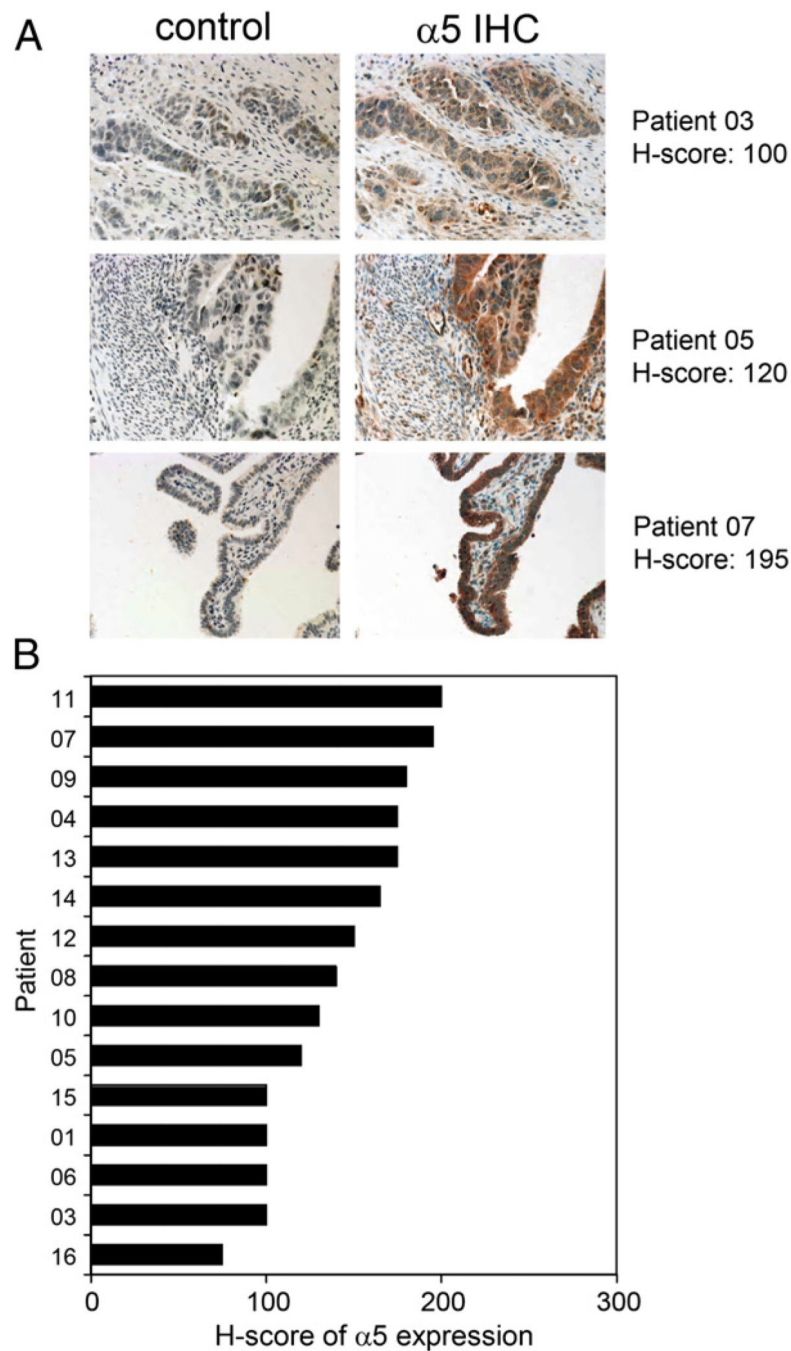 A
control
α5 IHC
Patient 03
H-score: 100
Patient 05
H-score: 120
Patient 07
H-score: 195
B
Patient
11
07
09
04
13
14
12
08
10
05
15
01
06
03
16
0 100 200 300
H-score of α5 expression